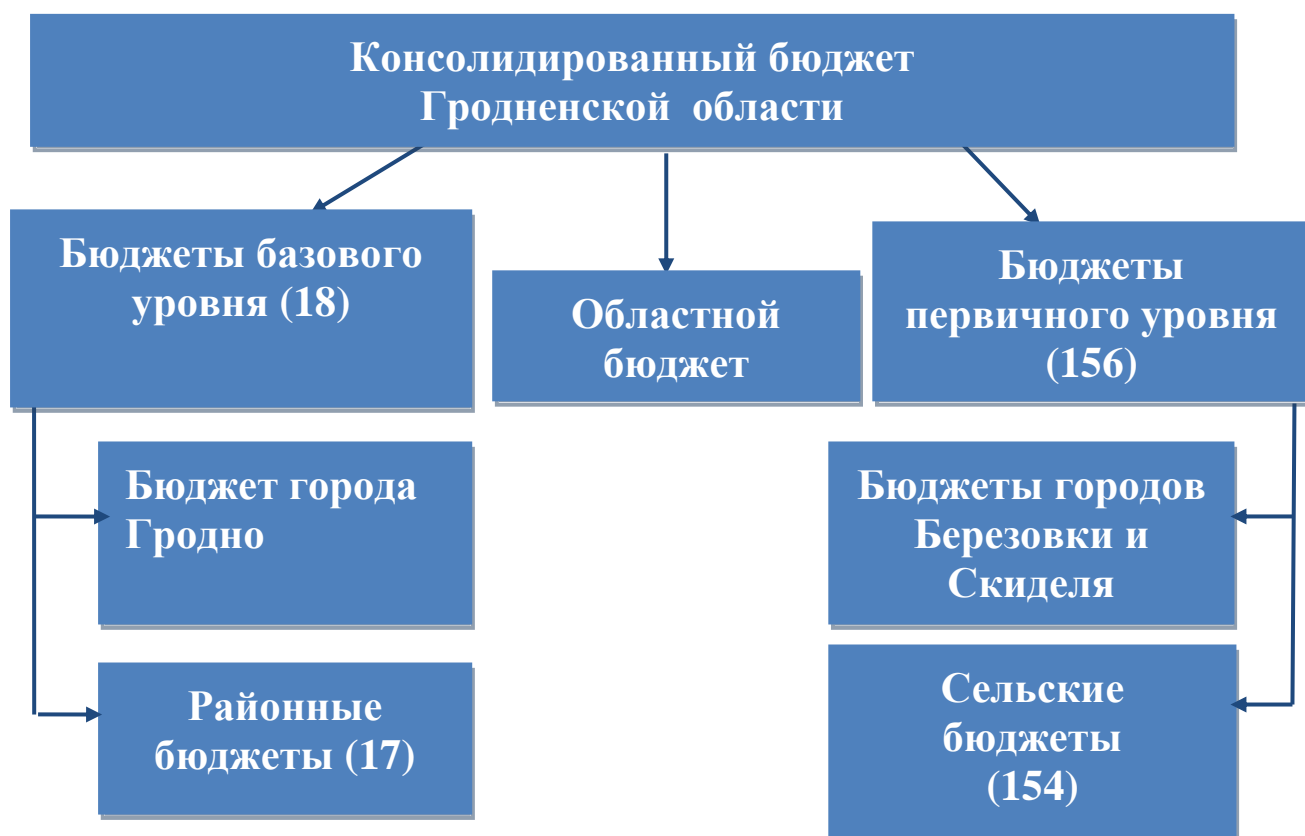 Консолидированный бюджет
Гродненской области
Бюджеты базового
уровня (18)
Областной
бюджет
Бюджеты
первичного уровня
(156)
Бюджет города
Гродно
Районные
бюджеты (17)
Бюджеты городов
Березовки и
Скиделя
Сельские
бюджеты
(154)